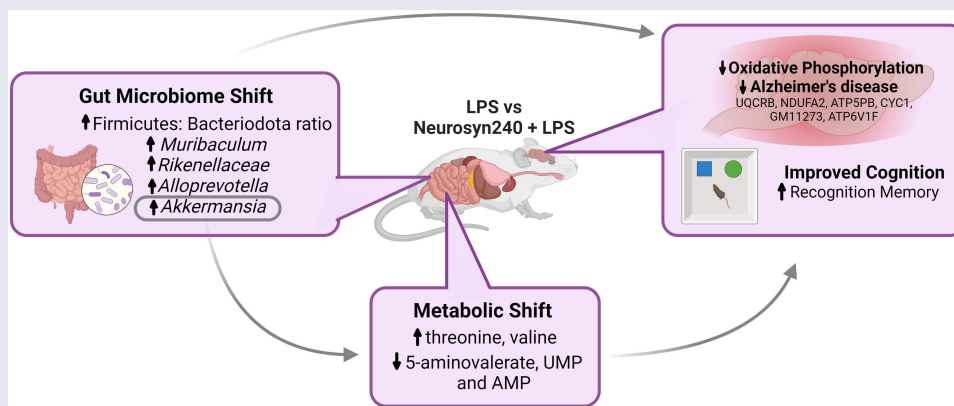 Gut Microbiome Shift
↑Firmicutes: Bacteriodota ratio
↑Muribaculum
↑Rikenellaceae
↑Alloprevotella
↑Akkermansia
LPS vs
Neurosyn240 + LPS
↓Oxidative Phosphorylation
↓ Alzheimer's disease
UQCRB, NDUFA2, ATP5PB, CYC1,
GM11273, ATP6V1F
Improved Cognition
↑ Recognition Memory
Metabolic Shift
↑threonine, valine
↓ 5-aminovalerate, UMP
and AMP